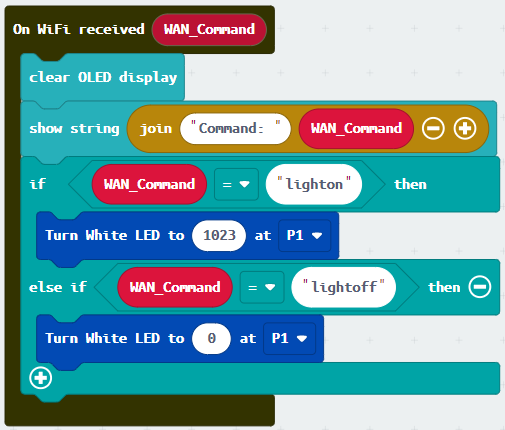 On WiFi received WAN_Command
clear OLED display
show string join "Command: " WAN_Command
if WAN_Command = "lighton" then
Turn White LED to 1023 at P1
else if WAN_Command = "lightoff" then
Turn White LED to 0 at P1